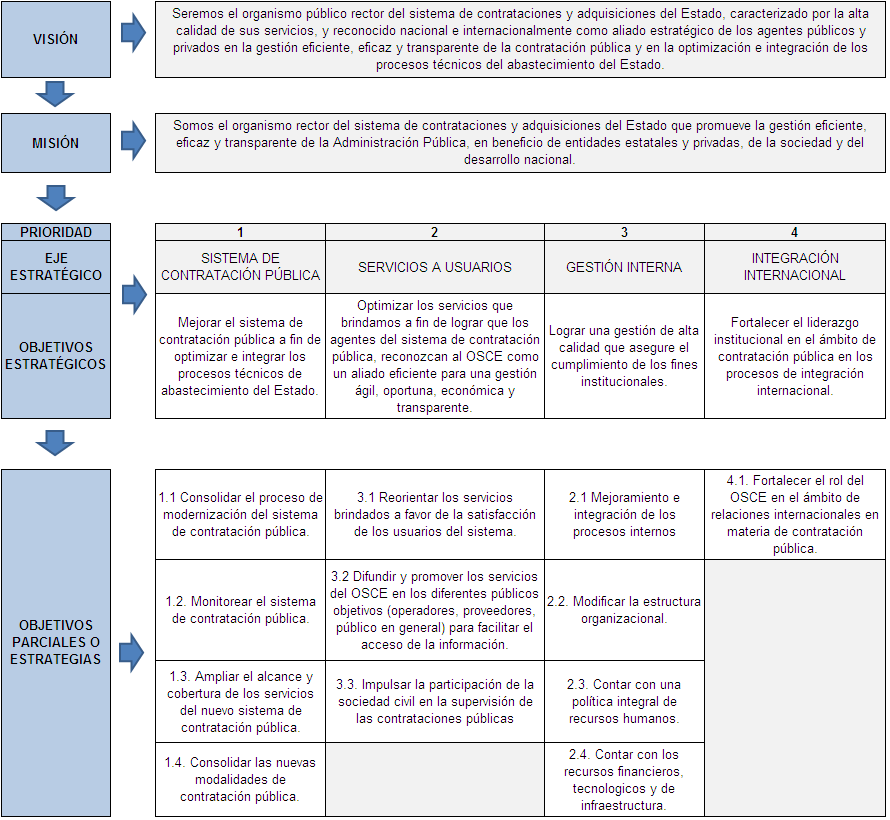 VISIÓN
Seremos el organismo público rector del sistema de contrataciones y adquisiciones del Estado, caracterizado por la alta
calidad de sus servicios, y reconocido nacional e internacionalmente como aliado estratégico de los agentes públicos y
privados en la gestión eficiente, eficaz y transparente de la contratación pública y en la optimización e integración de los
procesos técnicos del abastecimiento del Estado.
MISIÓN
Somos el organismo rector del sistema de contrataciones y adquisiciones del Estado que promueve la gestión eficiente,
eficaz y transparente de la Administración Pública, en beneficio de entidades estatales y privadas, de la sociedad y del
desarrollo nacional.
PRIORIDAD
1
2
3
4
EJE
ESTRATÉGICO
SISTEMA DE
CONTRATACIÓN PÚBLICA
SERVICIOS A USUARIOS
GESTIÓN INTERNA
INTEGRACIÓN
INTERNACIONAL
OBJETIVOS
ESTRATÉGICOS
Mejorar el sistema de
contratación pública a fin de
optimizar e integrar los
procesos técnicos de
abastecimiento del Estado.
Optimizar los servicios que
brindamos a fin de lograr que los
agentes del sistema de contratación
pública, reconozcan al OSCE como
un aliado eficiente para una gestión
ágil, oportuna, económica y
transparente.
Lograr una gestión de alta
calidad que asegure el
cumplimiento de los fines
institucionales.
Fortalecer el liderazgo
institucional en el ámbito de
contratación pública en los
procesos de integración
internacional.
OBJETIVOS
PARCIALES O
ESTRATEGIAS
1.1 Consolidar el proceso de
modernización del sistema
de contratación pública.
3.1 Reorientar los servicios
brindados a favor de la satisfacción
de los usuarios del sistema.
2.1 Mejoramiento e
integración de los
procesos internos
4.1. Fortalecer el rol del
OSCE en el ámbito de
relaciones internacionales
en materia de contratación
pública.
1.2. Monitorear el sistema
de contratación pública.
3.2 Difundir y promover los servicios
del OSCE en los diferentes públicos
objetivos (operadores, proveedores,
público en general) para facilitar el
acceso de la información.
2.2. Modificar la estructura
organizacional.
1.3. Ampliar el alcance y
cobertura de los servicios
del nuevo sistema de
contratación pública.
3.3. Impulsar la participación de la
sociedad civil en la supervisión de
las contrataciones públicas
2.3. Contar con una
política integral de
recursos humanos.
1.4. Consolidar las nuevas
modalidades de
contratación pública.
2.4. Contar con los
recursos financieros,
tecnologicos y de
infraestructura.